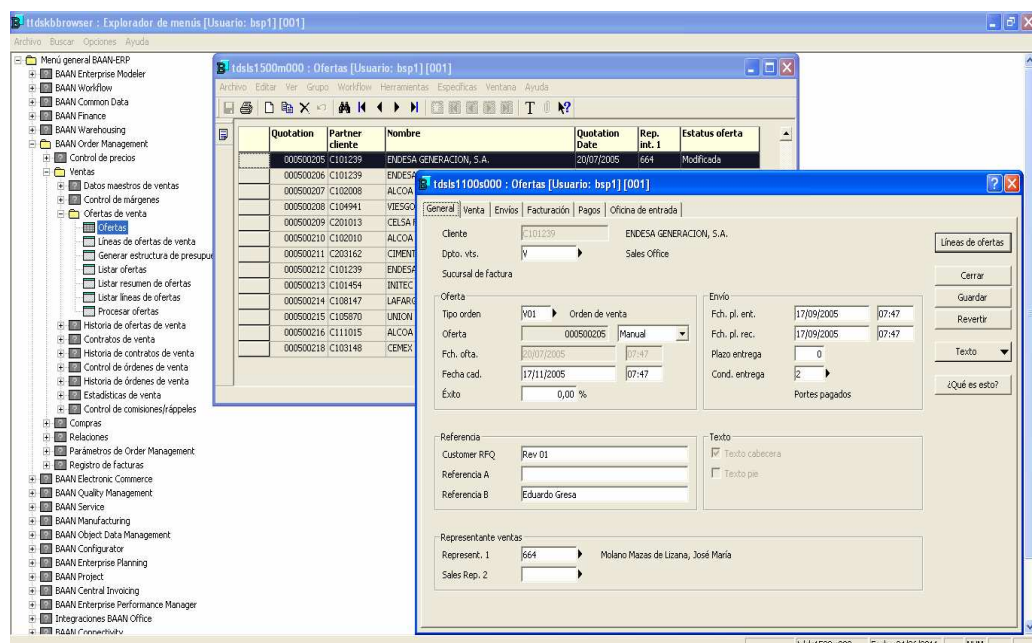 ttdskbbrowser : Explorador de menús [Usuario: bsp1] [001]
Archivo Buscar Opciones Ayuda
Menú general BAAN-ERP
BAAN Enterprise Modeler
BAAN Workflow
BAAN Common Data
BAAN Finance
BAAN Warehousing
BAAN Order Management
Control de precios
Ventas
Datos maestros de ventas
Control de márgenes
Ofertas de venta
Ofertas
Líneas de ofertas de venta
Generar estructura de presupue
Listar ofertas
Listar resumen de ofertas
Listar líneas de ofertas
Procesar ofertas
Historia de ofertas de venta
Contratos de venta
Historia de contratos de venta
Control de órdenes de venta
Historia de órdenes de venta
Estadísticas de venta
Control de comisiones/ráppeles
Compras
Relaciones
Parámetros de Order Management
Registro de facturas
BAAN Electronic Commerce
BAAN Quality Management
BAAN Service
BAAN Manufacturing
BAAN Object Data Management
BAAN Configurator
BAAN Enterprise Planning
BAAN Project
BAAN Central Invoicing
BAAN Enterprise Performance Manager
Integraciones BAAN Office
BAAN Connectivity
tdsls1500m000 : Ofertas [Usuario: bsp1] [001]
Archivo Editar Ver Grupo Workflow Herramientas Específicas Ventana Ayuda
Quotation Partner cliente Nombre Quotation Date Rep. int. 1 Estatus oferta
000500205 C101239 ENDESA GENERACION, S.A. 20/07/2005 664 Modificada
000500206 C101239 ENDESA
000500207 C102008 ALCOA
000500208 C104941 VIESGO
000500209 C201013 CELSA
000500210 C102010 ALCOA
000500211 C203162 CIMENT
000500212 C101239 ENDESA
000500213 C101454 INITEC
000500214 C108147 LAFARG
000500215 C105870 UNION
000500216 C111015 ALCOA
000500218 C103148 CEMEX
tdsls1100s000 : Ofertas [Usuario: bsp1] [001]
General Venta Envíos Facturación Pagos Oficina de entrada
Cliente C101239 ENDESA GENERACION, S.A.
Dpto. vts. V Sales Office
Sucursal de factura
Oferta
Tipo orden V01 Orden de venta
Oferta 000500205 Manual
Fch. ofta. 20/07/2005 07:47
Fecha cad. 17/11/2005 07:47
Éxito 0,00 %
Envío
Fch. pl. ent. 17/09/2005 07:47
Fch. pl. rec. 17/09/2005 07:47
Plazo entrega 0
Cond. entrega 2
Portes pagados
Referencia
Customer RFQ Rev 01
Referencia A
Referencia B Eduardo Gresa
Texto
Texto cabecera
Texto pie
Representante ventas
Represent. 1 664 Molano Mazas de Lizana, José María
Sales Rep. 2
Líneas de ofertas
Cerrar
Guardar
Revertir
Texto
¿Qué es esto?